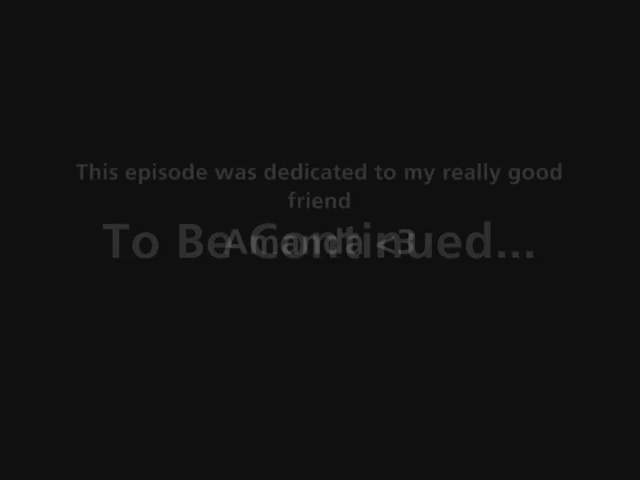 This episode was dedicated to my really good
friend
Amanda <3
To Be Continued...